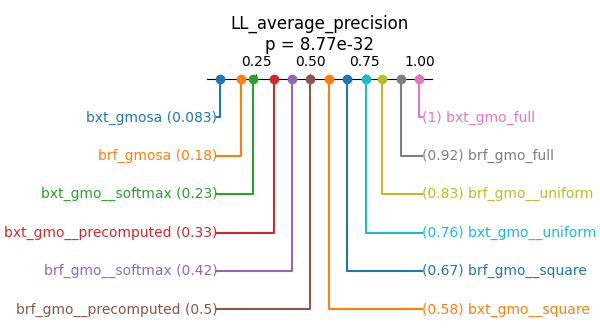 LL_average_precision
p = 8.77e-32
0.25 0.50 0.75 1.00
bxt_gmosa (0.083) (1) bxt_gmo_full
brf_gmosa (0.18) (0.92) brf_gmo_full
bxt_gmo__softmax (0.23) (0.83) brf_gmo__uniform
bxt_gmo__precomputed (0.33) (0.76) bxt_gmo__uniform
brf_gmo__softmax (0.42) (0.67) brf_gmo__square
brf_gmo__precomputed (0.5) (0.58) bxt_gmo__square